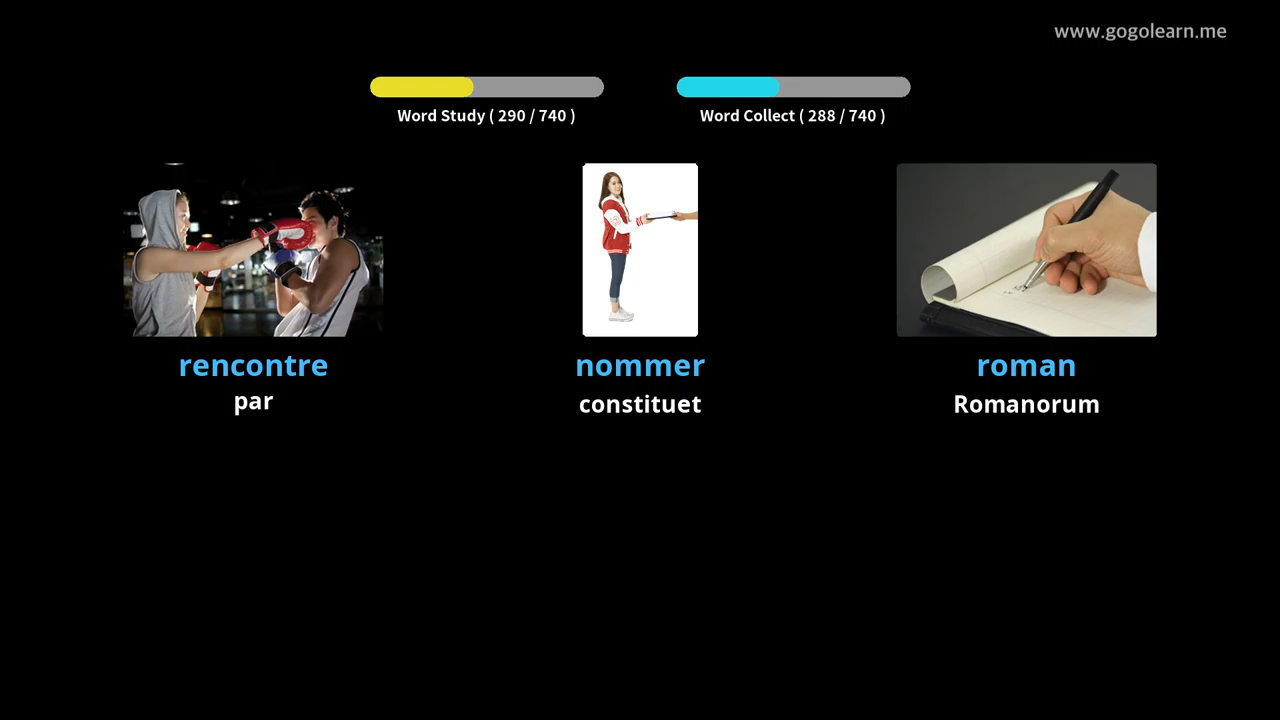 www.gogolearn.me
Word Study ( 290 / 740 )
Word Collect ( 288 / 740 )
rencontre
par
nommer
constituet
roman
Romanorum